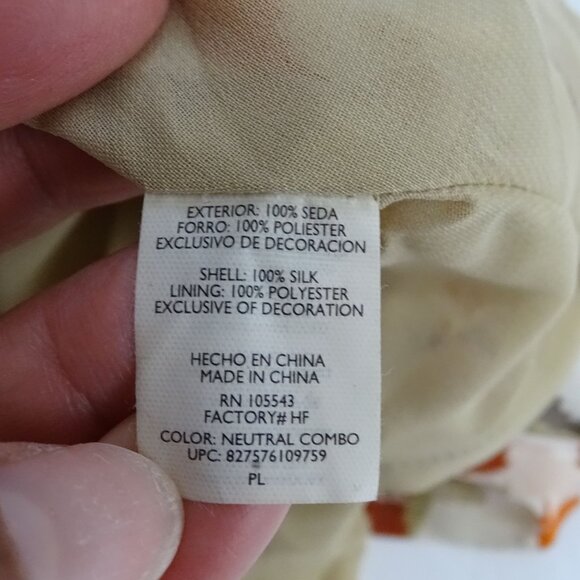 EXTERIOR: 100% SEDA
FORRO: 100% POLIESTER
EXCLUSIVO DE DECORACION
SHELL: 100% SILK
LINING: 100% POLYESTER
EXCLUSIVE OF DECORATION
HECHO EN CHINA
MADE IN CHINA
RN 105543
FACTORY# HF
COLOR: NEUTRAL COMBO
UPC: 827576109759
PL